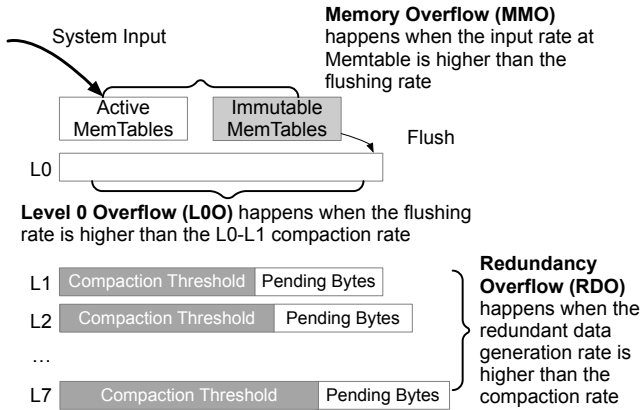 System Input
Memory Overflow (MMO)
happens when the input rate at
Memtable is higher than the
flushing rate
Active
MemTables
Immutable
MemTables
Flush
L0
Level 0 Overflow (L0O) happens when the flushing
rate is higher than the L0-L1 compaction rate
L1 Compaction Threshold Pending Bytes
L2 Compaction Threshold Pending Bytes
...
L7 Compaction Threshold Pending Bytes
Redundancy
Overflow (RDO)
happens when the
redundant data
generation rate is
higher than the
compaction rate